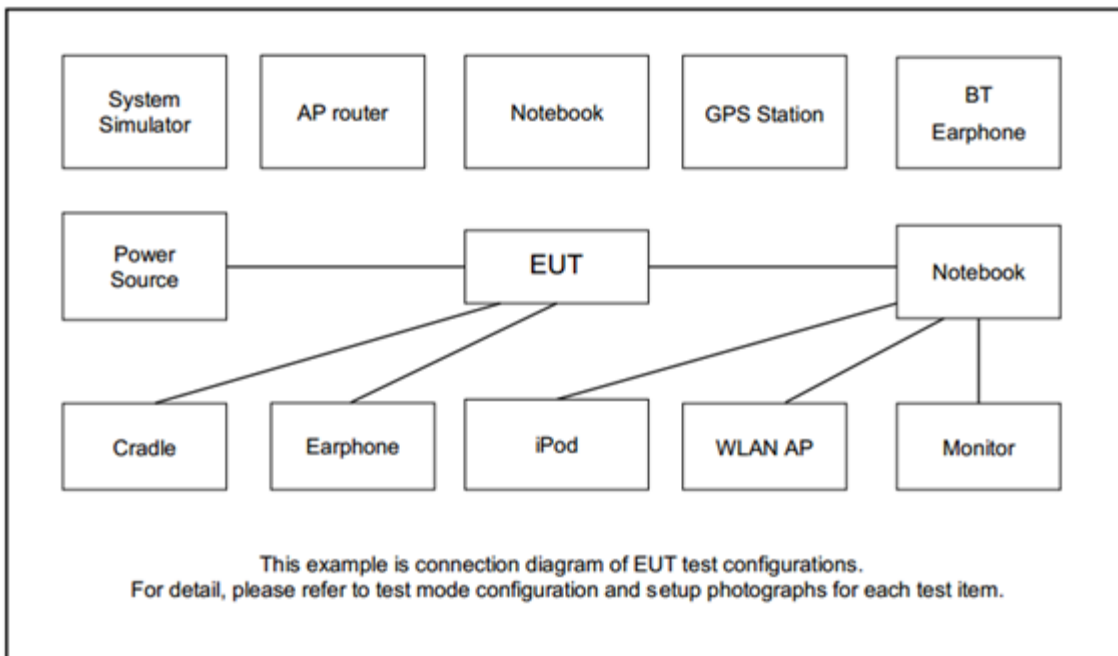 System
Simulator
AP router
Notebook
GPS Station
BT
Earphone
Power
Source
EUT
Notebook
Cradle
Earphone
iPod
WLAN AP
Monitor
This example is connection diagram of EUT test configurations.
For detail, please refer to test mode configuration and setup photographs for each test item.